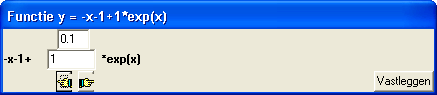 Functie y = -x-1+1*exp(x)
0.1
-x-1+ 1 *exp(x)
Vastleggen